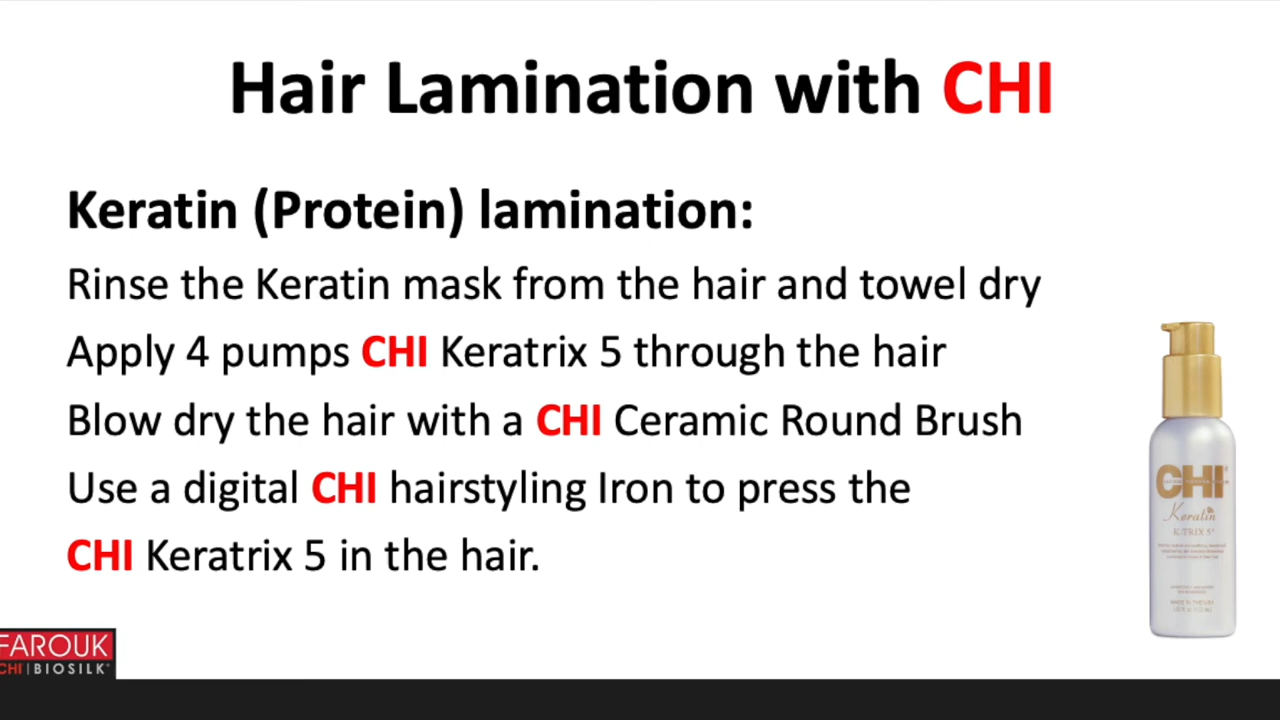 Hair Lamination with CHI
Keratin (Protein) lamination:
Rinse the Keratin mask from the hair and towel dry
Apply 4 pumps CHI Keratrix 5 through the hair
Blow dry the hair with a CHI Ceramic Round Brush
Use a digital CHI hairstyling Iron to press the
CHI Keratrix 5 in the hair.
CHI
Keratin
K-TRIX 5
FAROUK
CHI | BIOSILK